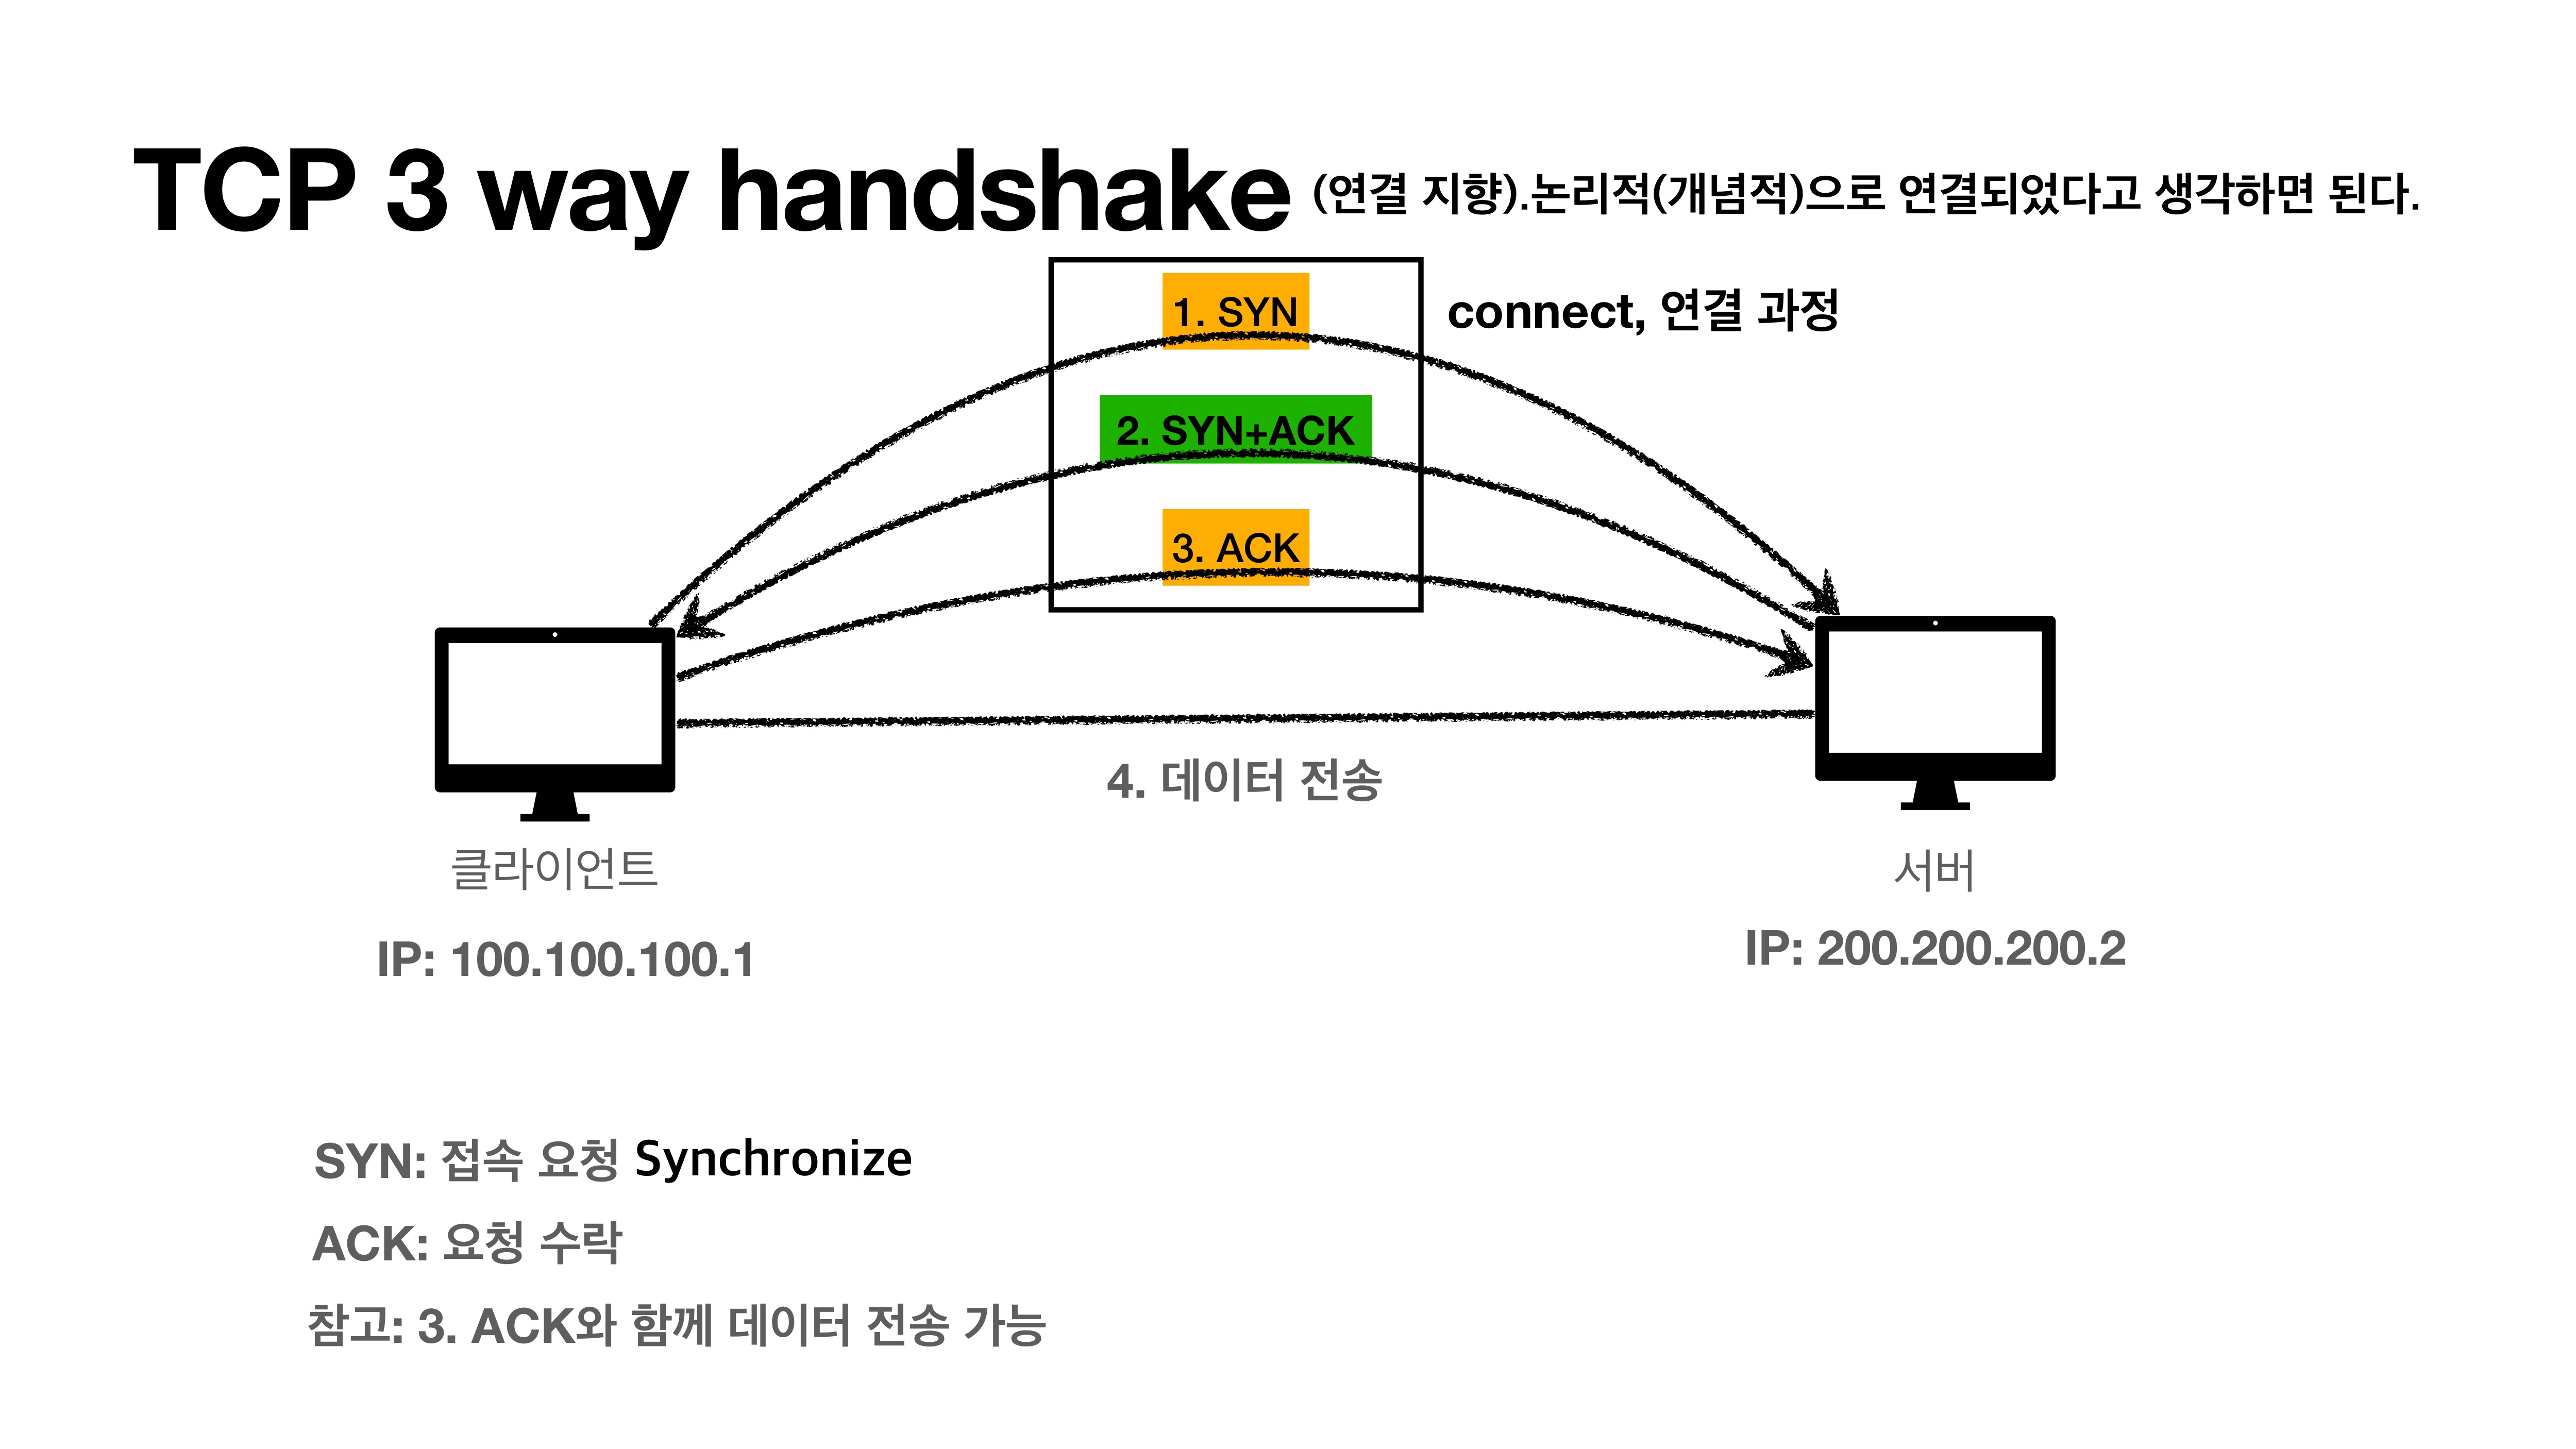 TCP 3 way handshake (연결 지향).논리적(개념적)으로 연결되었다고 생각하면 된다.
1. SYN
connect, 연결 과정
2. SYN+ACK
3. ACK
4. 데이터 전송
클라이언트
서버
IP: 100.100.100.1
IP: 200.200.200.2
SYN: 접속 요청 Synchronize
ACK: 요청 수락
참고: 3. ACK와 함께 데이터 전송 가능